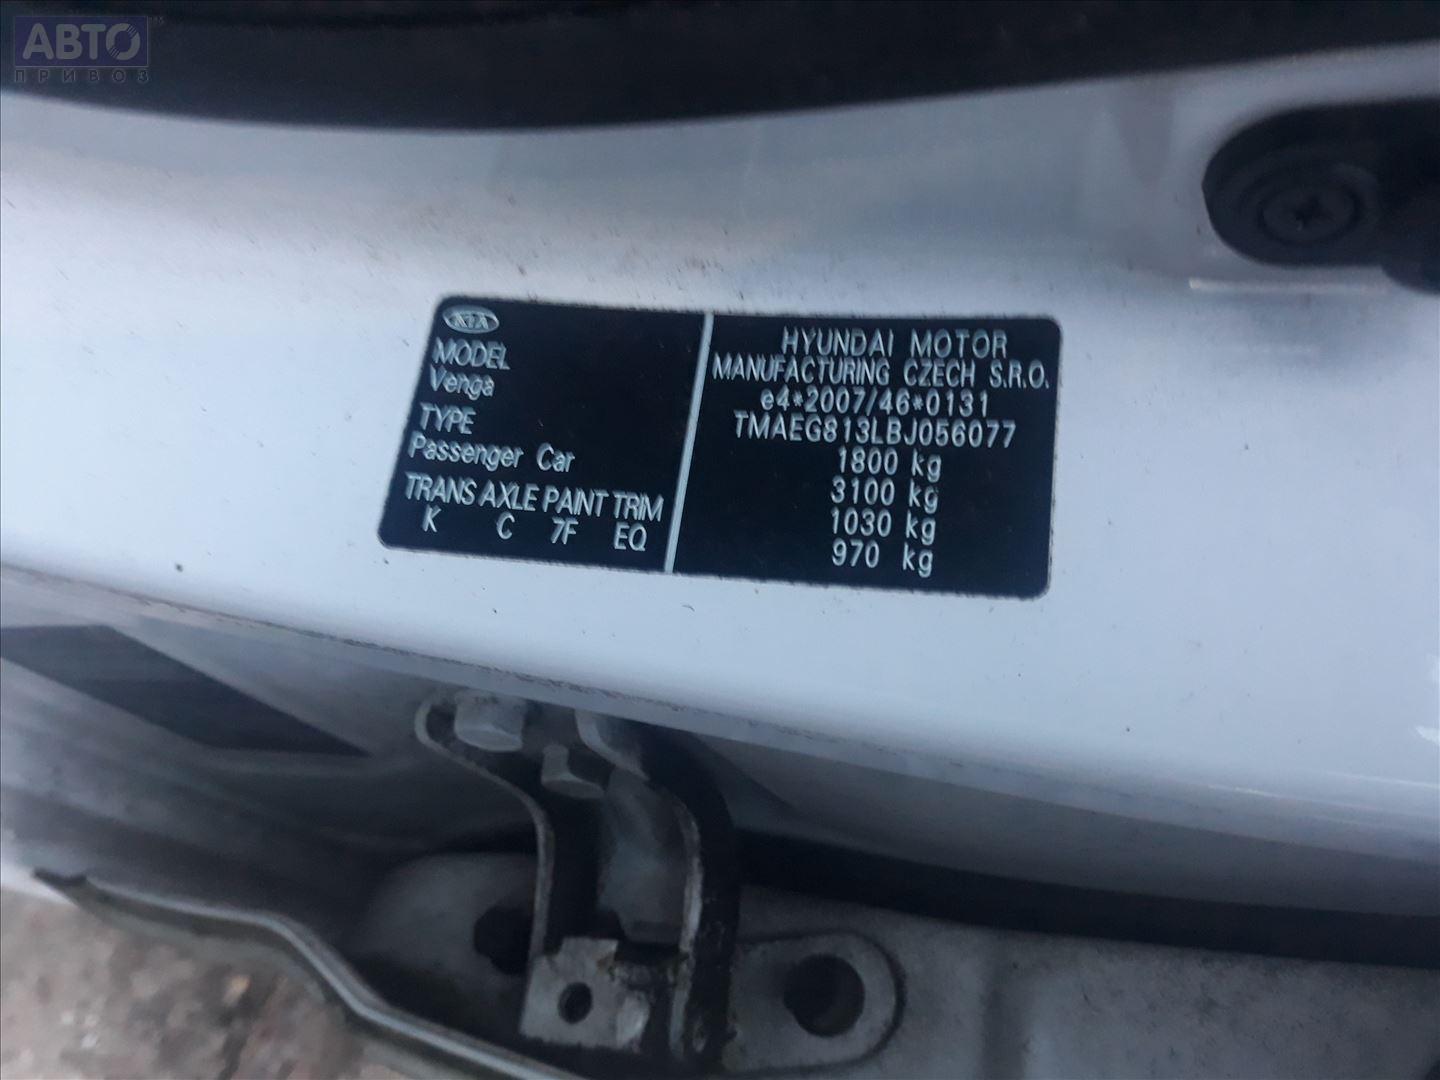 АВТО
ПРИВОЗ
KIA
MODEL
Venga
TYPE
Passenger Car
TRANS AXLE PAINT TRIM
K C 7F EQ
HYUNDAI MOTOR
MANUFACTURING CZECH S.R.O.
e4*2007/46*0131
TMAEG813LBJ056077
1800 kg
3100 kg
1030 kg
970 kg